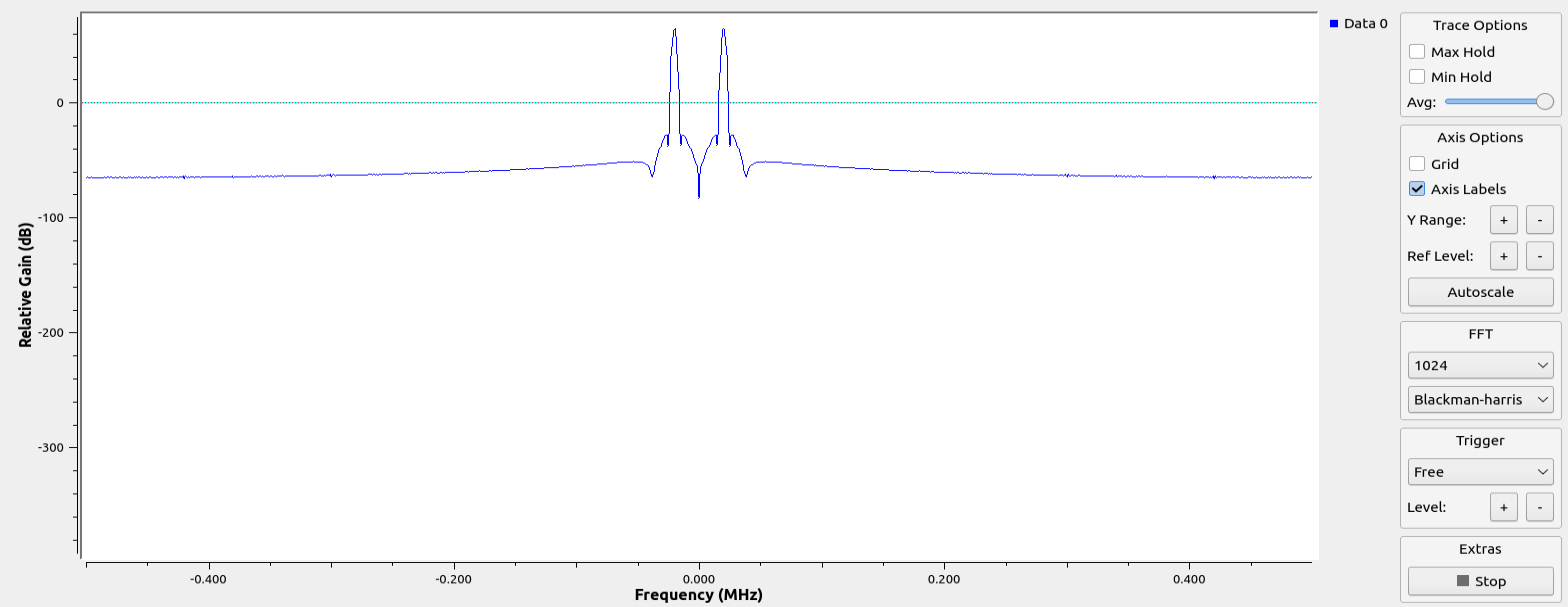 Data 0
0
-100
-200
-300
Relative Gain (dB)
-0.400
-0.200
0.000
0.200
0.400
Frequency (MHz)
Trace Options
Max Hold
Min Hold
Avg:
Axis Options
Grid
Axis Labels
Y Range: + -
Ref Level: + -
Autoscale
FFT
1024
Blackman-harris
Trigger
Free
Level: + -
Extras
Stop